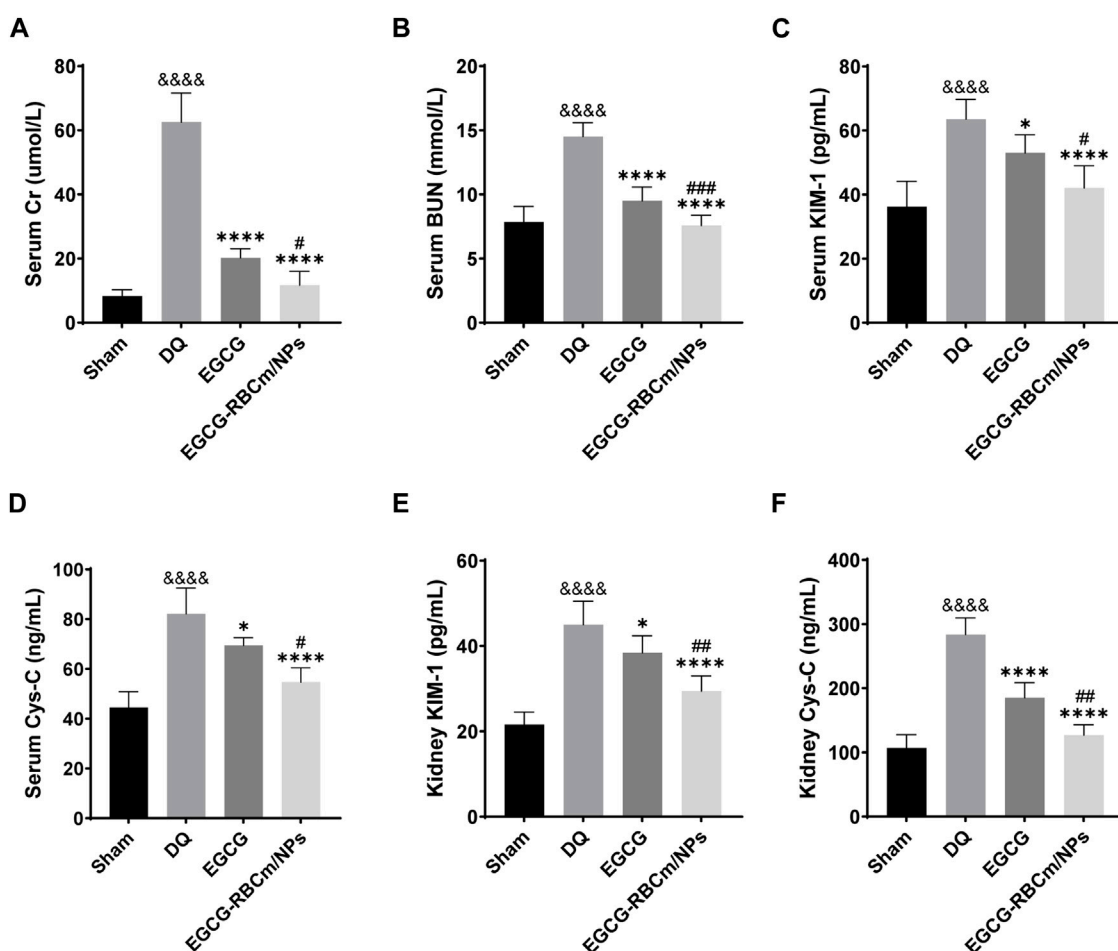 A
Serum Cr (umol/L)
80
60
40
20
0
&&&&
****
#
****
Sham
DQ
EGCG
EGCG-RBCm/NPs
B
Serum BUN (mmol/L)
20
15
10
5
0
&&&&
****
###
****
Sham
DQ
EGCG
EGCG-RBCm/NPs
C
Serum KIM-1 (pg/mL)
80
60
40
20
0
&&&&
*
#
****
Sham
DQ
EGCG
EGCG-RBCm/NPs
D
Serum Cys-C (ng/mL)
100
80
60
40
20
0
&&&&
*
#
****
Sham
DQ
EGCG
EGCG-RBCm/NPs
E
Kidney KIM-1 (pg/mL)
60
40
20
0
&&&&
*
##
****
Sham
DQ
EGCG
EGCG-RBCm/NPs
F
Kidney Cys-C (ng/mL)
400
300
200
100
0
&&&&
****
##
****
Sham
DQ
EGCG
EGCG-RBCm/NPs